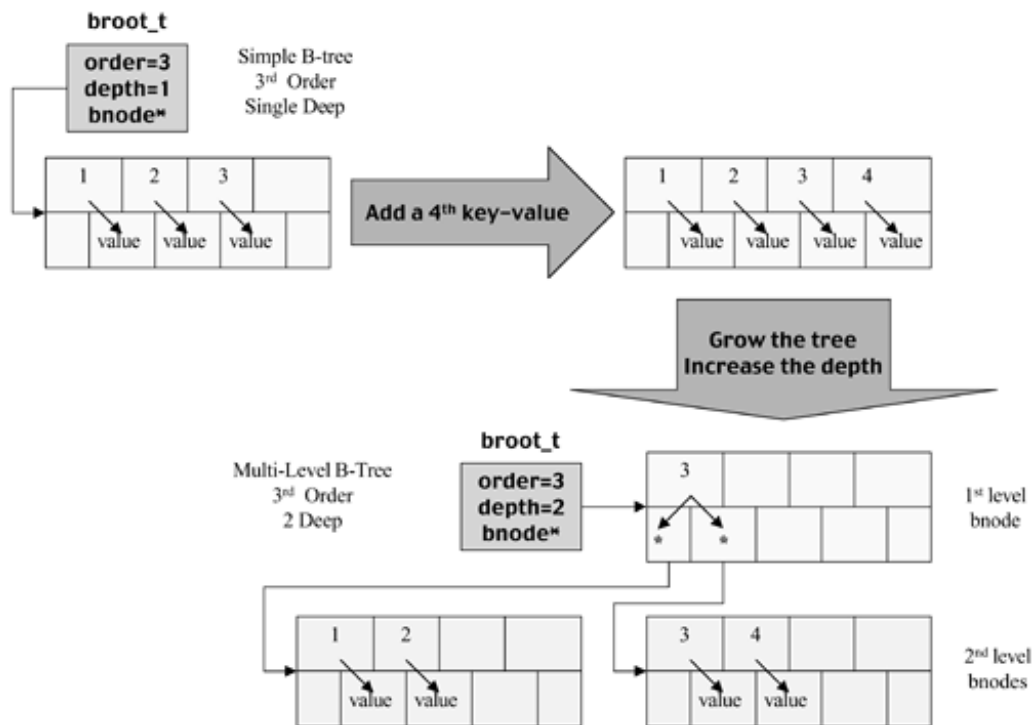 broot_t
order=3
depth=1
bnode*
Simple B-tree
3rd Order
Single Deep
1 2 3
value value value
Add a 4th key-value
1 2 3 4
value value value value
Grow the tree
Increase the depth
Multi-Level B-Tree
3rd Order
2 Deep
broot_t
order=3
depth=2
bnode*
3
* *
1st level
bnode
1 2
value value
3 4
value value
2nd level
bnodes